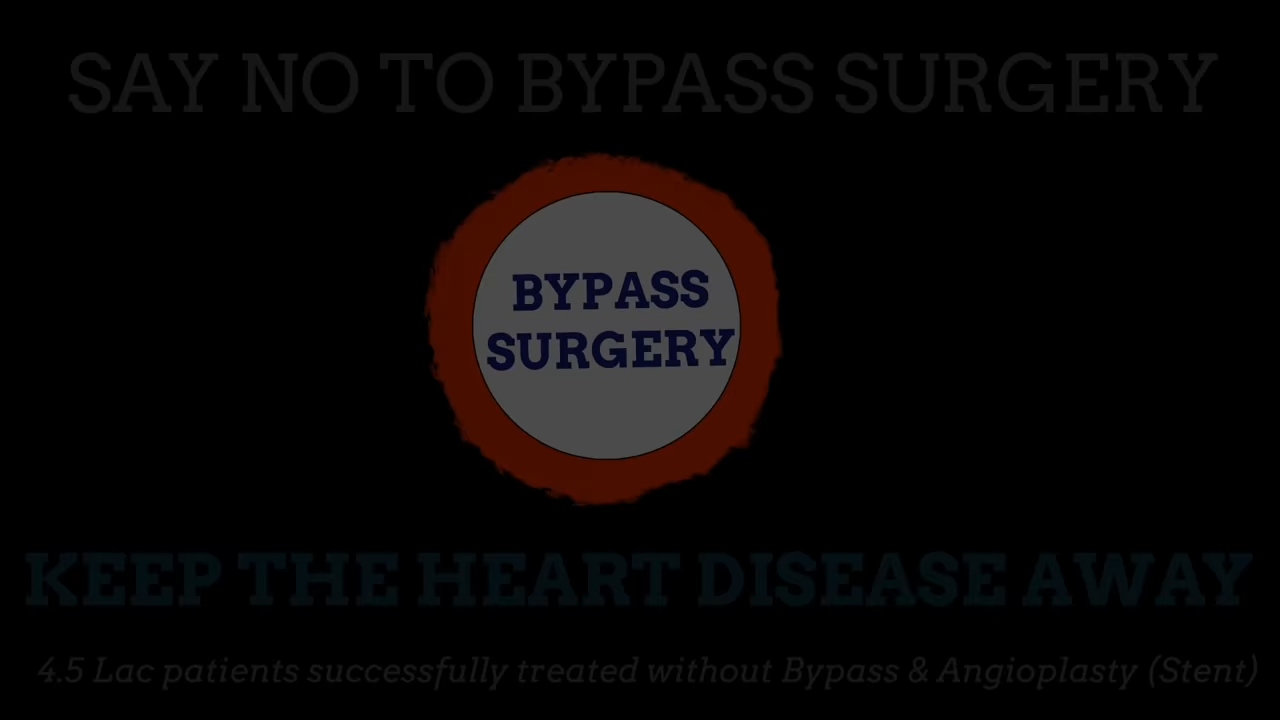 SAY NO TO BYPASS SURGERY
BYPASS
SURGERY
KEEP THE HEART DISEASE AWAY
4.5 Lac patients successfully treated without Bypass & Angioplasty (Stent)